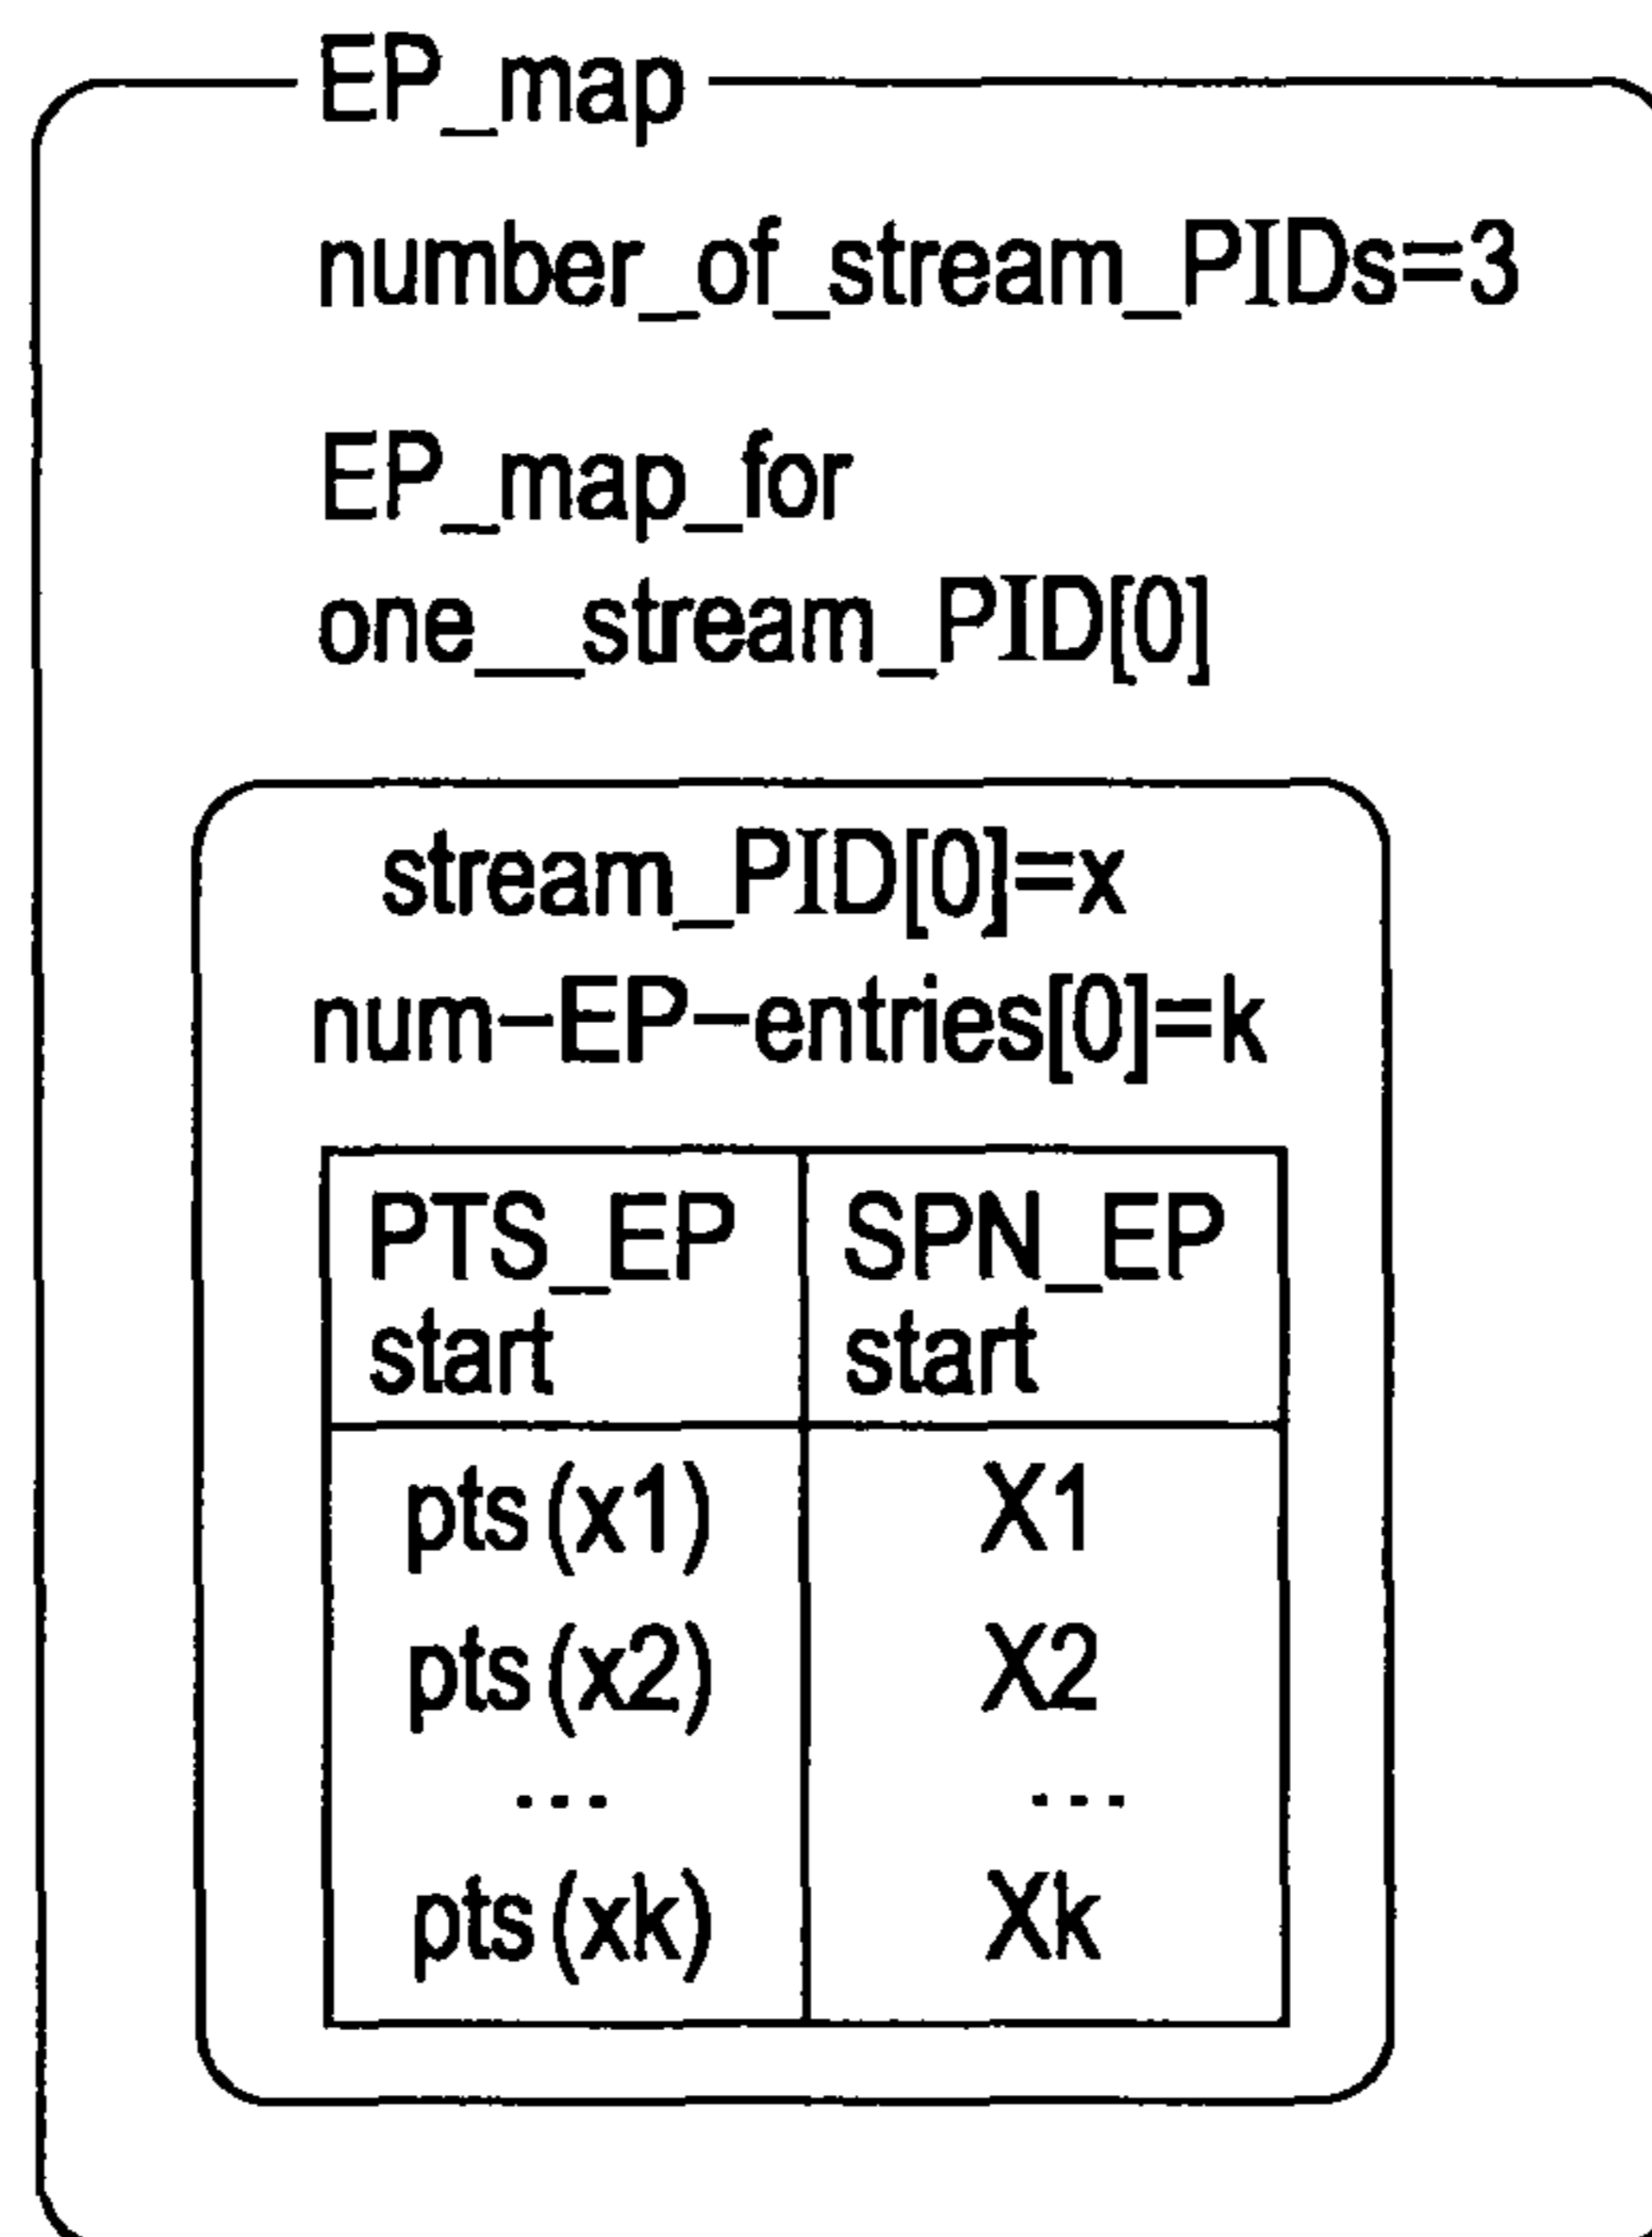 EP_map
number_of_stream_PIDs=3
EP_map_for
one__stream_PID[0]
stream_PID[0]=x
num-EP-entries[0]=k
PTS_EP SPN_EP
start start
pts(x1) X1
pts(x2) X2
... ...
pts(xk) Xk